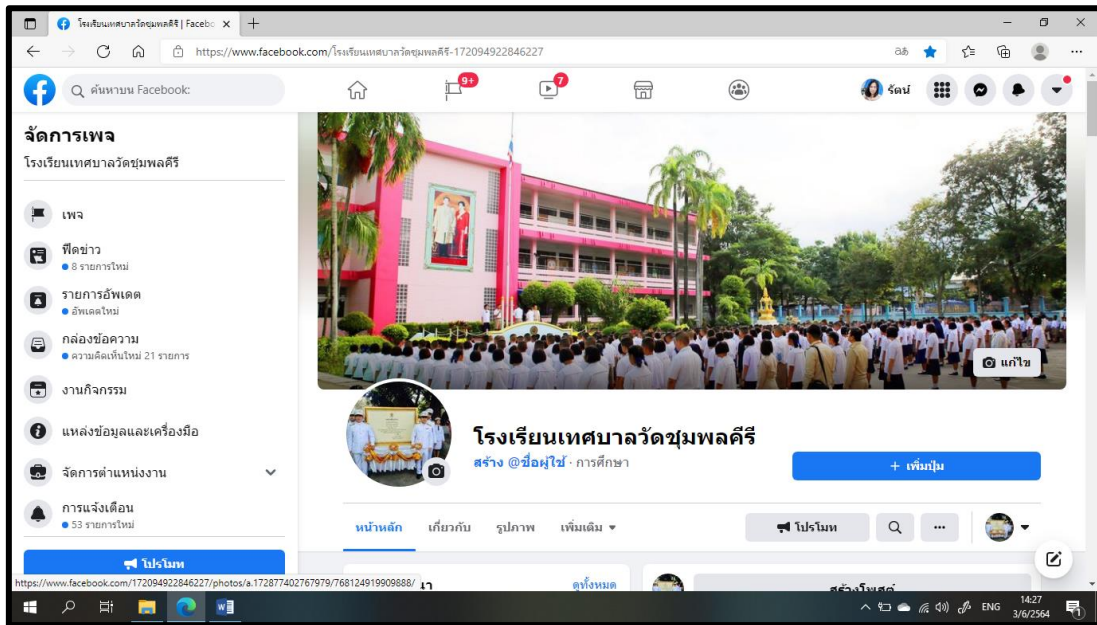 โรงเรียนเทศบาลวัดชุมพลคีรี | Facebo
https://www.facebook.com/โรงเรียนเทศบาลวัดชุมพลคีรี-172094922846227
aあ
ค้นหาบน Facebook:
9+
7
รัตน์
จัดการเพจ
โรงเรียนเทศบาลวัดชุมพลคีรี
เพจ
ฟีดข่าว
8 รายการใหม่
รายการอัพเดต
อัพเดตใหม่
กล่องข้อความ
ความคิดเห็นใหม่ 21 รายการ
งานกิจกรรม
แหล่งข้อมูลและเครื่องมือ
จัดการตำแหน่งงาน
การแจ้งเตือน
53 รายการใหม่
โปรโมท
แก้ไข
โรงเรียนเทศบาลวัดชุมพลคีรี
สร้าง @ชื่อผู้ใช้ · การศึกษา
+ เพิ่มปุ่ม
หน้าหลัก เกี่ยวกับ รูปภาพ เพิ่มเติม
โปรโมท
ดูทั้งหมด
สร้างโพสต์
https://www.facebook.com/172094922846227/photos/a.172877402767979/768124919909888/
ENG
14:27
3/6/2564